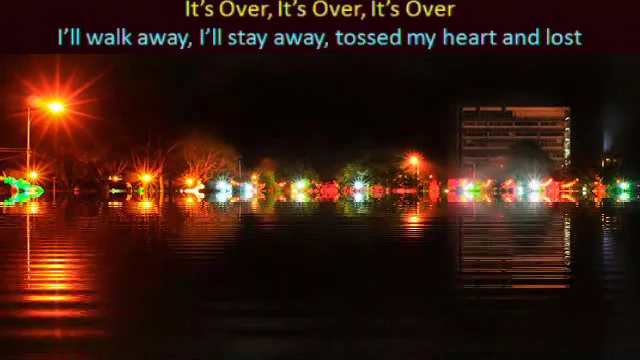 It's Over, It's Over, It's Over
I'll walk away, I'll stay away, tossed my heart and lost